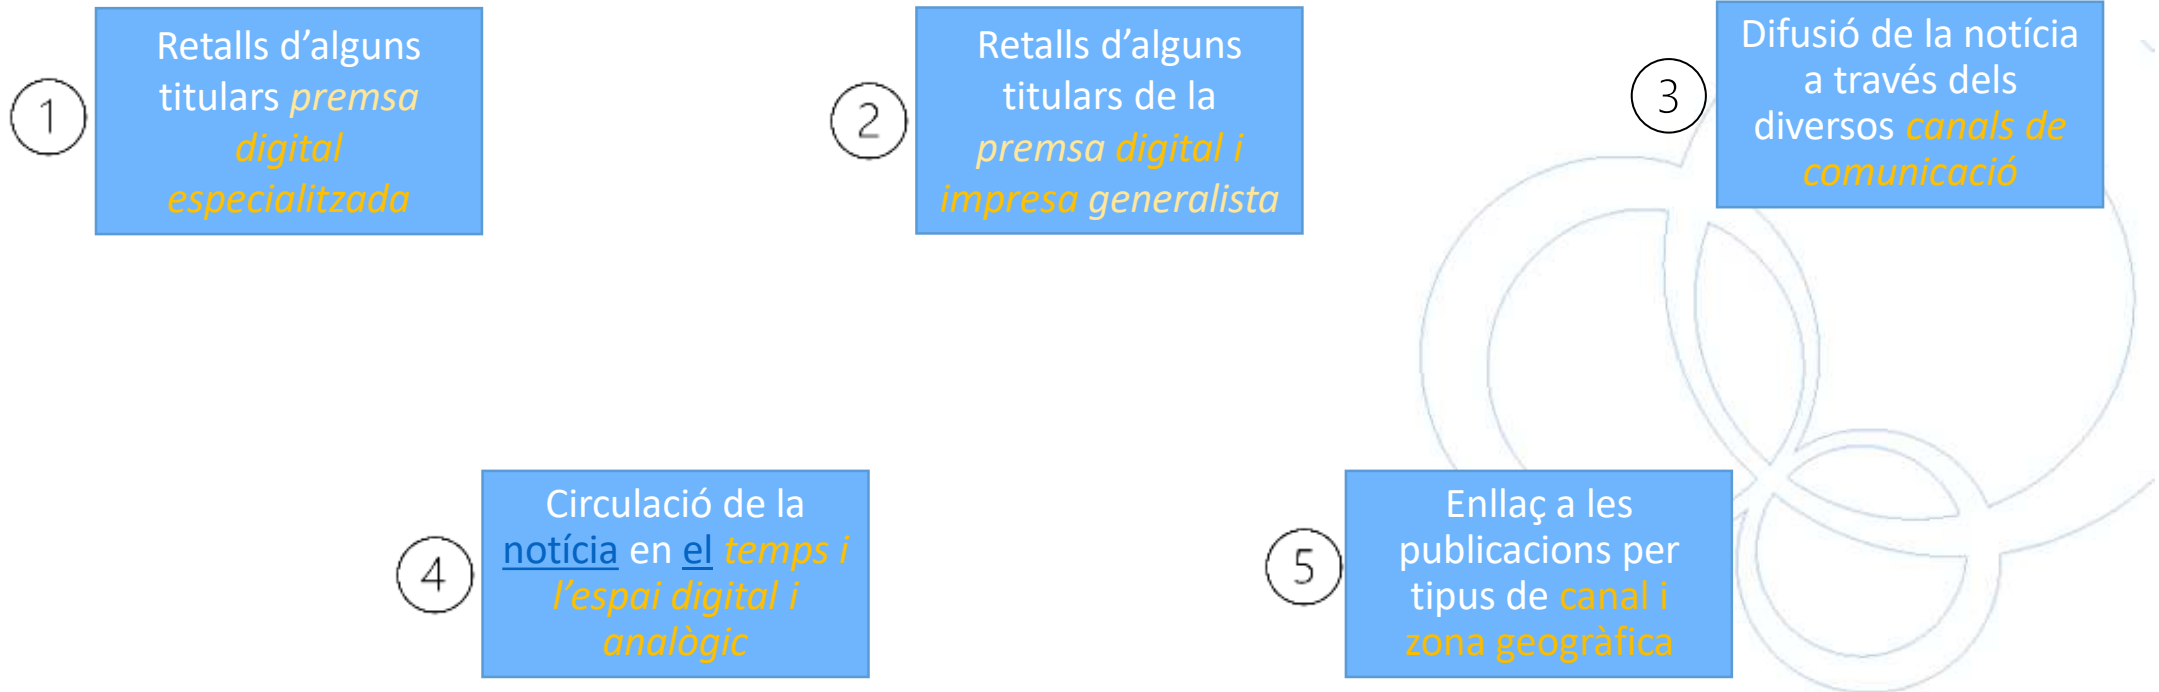 1
Retalls d’alguns
titulars premsa
digital
especialitzada
2
Retalls d’alguns
titulars de la
premsa digital i
impresa generalista
3
Difusió de la notícia
a través dels
diversos canals de
comunicació
4
Circulació de la
notícia en el temps i
l’espai digital i
analògic
5
Enllaç a les
publicacions per
tipus de canal i
zona geogràfica